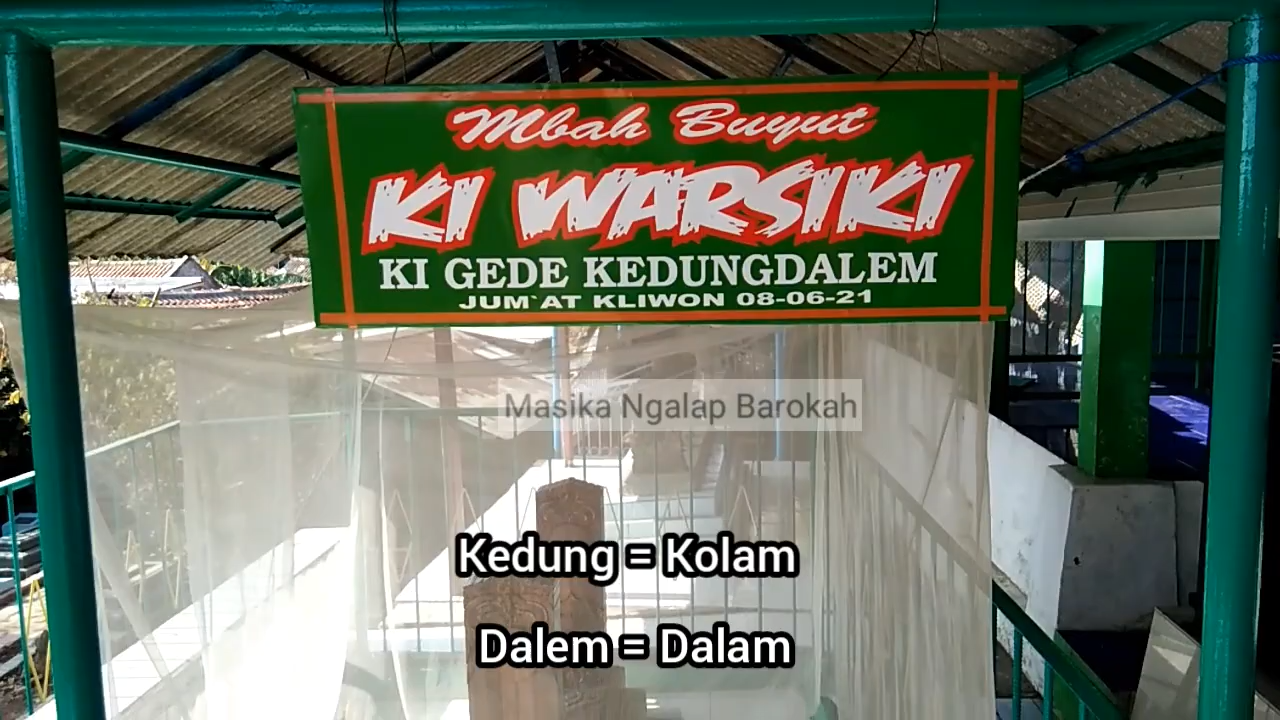 Mbah Buyut
KI WARSIKI
KI GEDE KEDUNGDALEM
JUM`AT KLIWON 08-06-21
Masika Ngalap Barokah
Kedung = Kolam
Dalem = Dalam